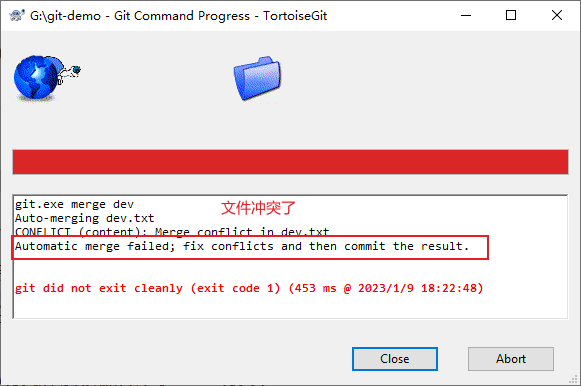 G:\git-demo - Git Command Progress - TortoiseGit
git.exe merge dev
文件冲突了
Auto-merging dev.txt
CONFLICT (content): Merge conflict in dev.txt
Automatic merge failed; fix conflicts and then commit the result.
git did not exit cleanly (exit code 1) (453 ms @ 2023/1/9 18:22:48)
Close
Abort